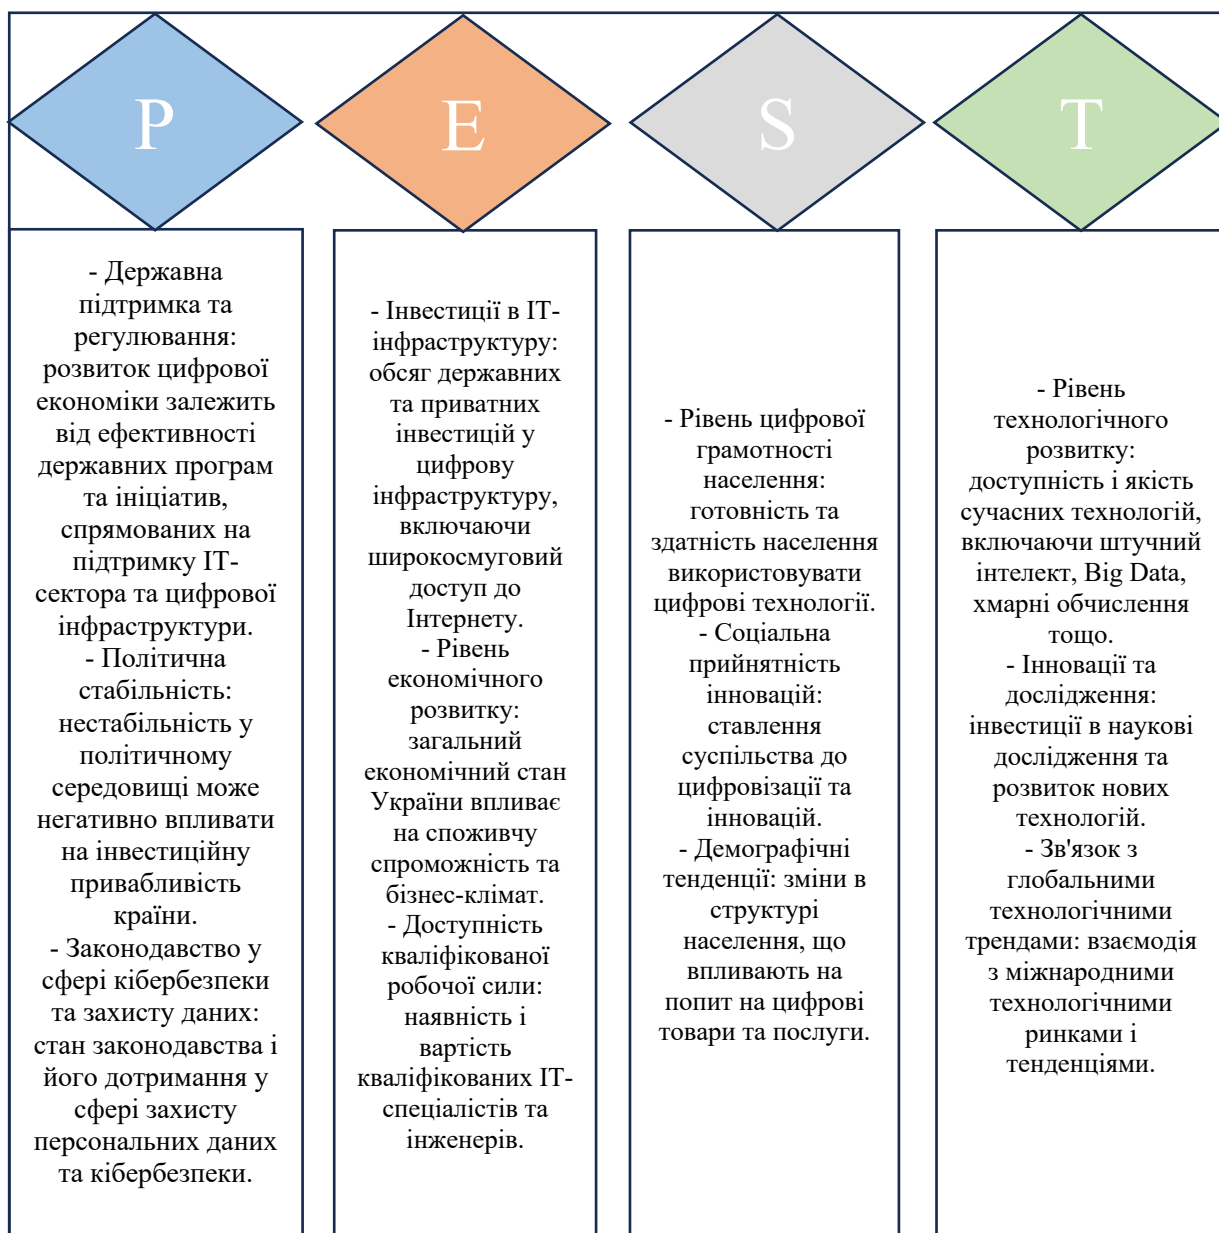 P
E
S
T
- Державна
підтримка та
регулювання:
розвиток цифрової
економіки залежить
від ефективності
державних програм
та ініціатив,
спрямованих на
підтримку ІТ-
сектора та цифрової
інфраструктури.
- Політична
стабільність:
нестабільність у
політичному
середовищі може
негативно впливати
на інвестиційну
привабливість
країни.
- Законодавство у
сфері кібербезпеки
та захисту даних:
стан законодавства і
його дотримання у
сфері захисту
персональних даних
та кібербезпеки.
- Інвестиції в ІТ-
інфраструктуру:
обсяг державних
та приватних
інвестицій у
цифрову
інфраструктуру,
включаючи
широкосмуговий
доступ до
Інтернету.
- Рівень
економічного
розвитку:
загальний
економічний стан
України впливає
на споживчу
спроможність та
бізнес-клімат.
- Доступність
кваліфікованої
робочої сили:
наявність і
вартість
кваліфікованих ІТ-
спеціалістів та
інженерів.
- Рівень цифрової
грамотності
населення:
готовність та
здатність населення
використовувати
цифрові технології.
- Соціальна
прийнятність
інновацій:
ставлення
суспільства до
цифровізації та
інновацій.
- Демографічні
тенденції: зміни в
структурі
населення, що
впливають на
попит на цифрові
товари та послуги.
- Рівень
технологічного
розвитку:
доступність і якість
сучасних технологій,
включаючи штучний
інтелект, Big Data,
хмарні обчислення
тощо.
- Інновації та
дослідження:
інвестиції в наукові
дослідження та
розвиток нових
технологій.
- Зв'язок з
глобальними
технологічними
трендами: взаємодія
з міжнародними
технологічними
ринками і
тенденціями.